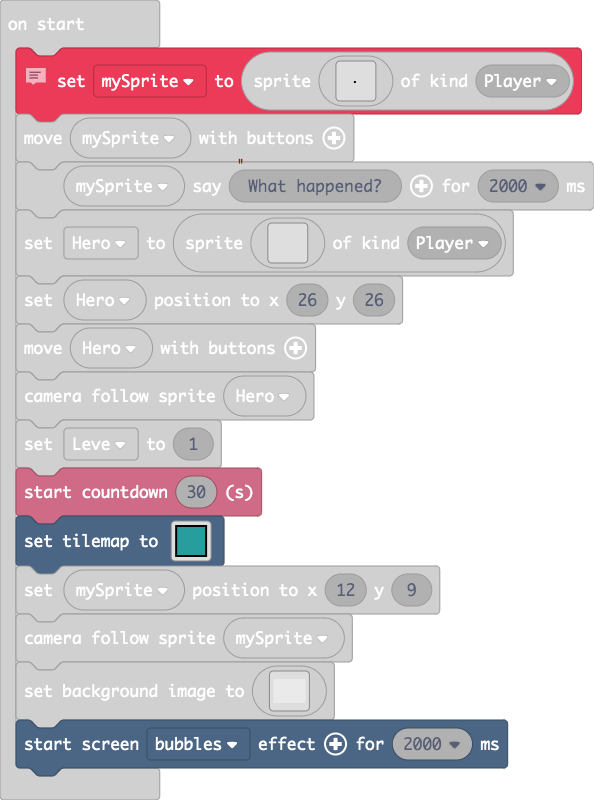 on start
set mySprite to sprite of kind Player
move mySprite with buttons
mySprite say "What happened?" for 2000 ms
set Hero to sprite of kind Player
set Hero position to x 26 y 26
move Hero with buttons
camera follow sprite Hero
set Leve to 1
start countdown 30 (s)
set tilemap to
set mySprite position to x 12 y 9
camera follow sprite mySprite
set background image to
start screen bubbles effect for 2000 ms